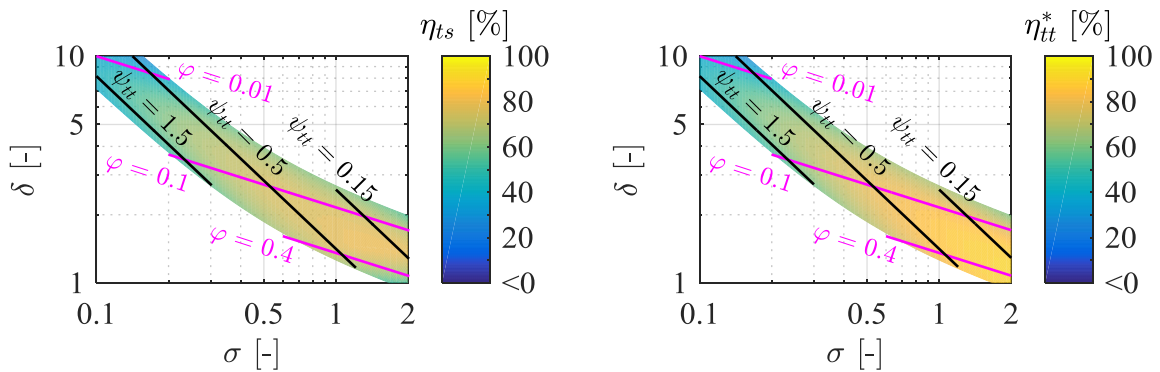 η_ts [%]
10
5
1
δ [-]
0.1
0.5
1
2
σ [-]
φ = 0.01
φ = 0.1
φ = 0.4
ψ_tt = 1.5
ψ_tt = 0.5
ψ_tt = 0.15
100
80
60
40
20
<0
η*_tt [%]
10
5
1
δ [-]
0.1
0.5
1
2
σ [-]
φ = 0.01
φ = 0.1
φ = 0.4
ψ_tt = 1.5
ψ_tt = 0.5
ψ_tt = 0.15
100
80
60
40
20
<0